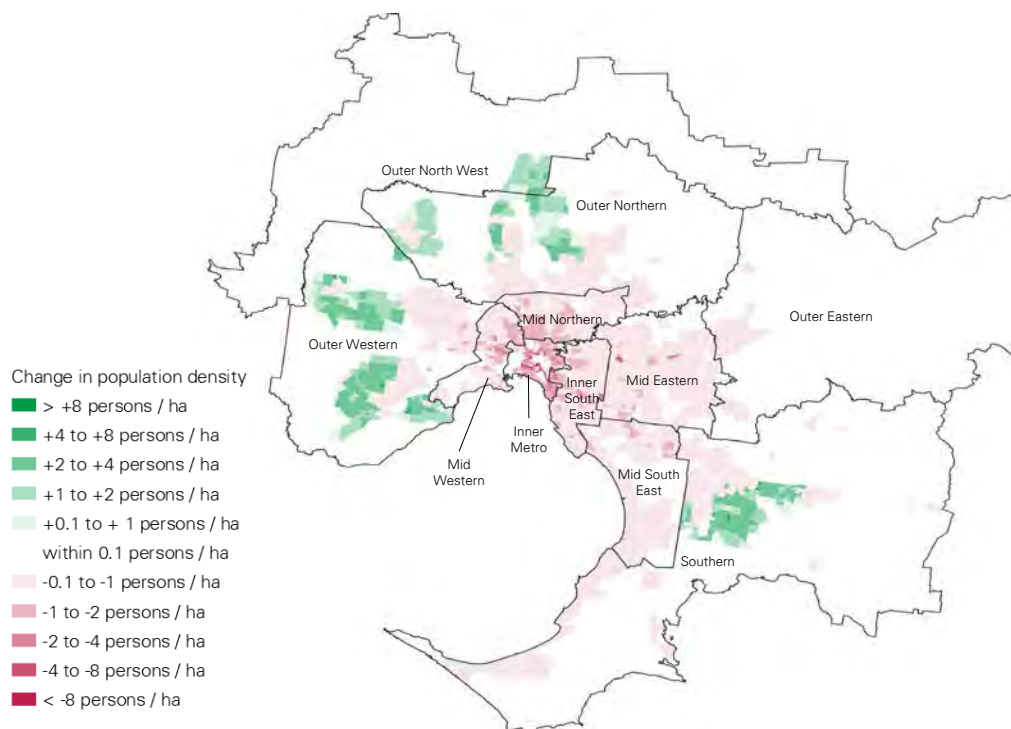 Outer North West
Outer Northern
Outer Eastern
Mid Northern
Outer Western
Inner
South
East
Mid Eastern
Inner
Metro
Mid
Western
Mid South
East
Southern
Change in population density
> +8 persons / ha
+4 to +8 persons / ha
+2 to +4 persons / ha
+1 to +2 persons / ha
+0.1 to + 1 persons / ha
within 0.1 persons / ha
-0.1 to -1 persons / ha
-1 to -2 persons / ha
-2 to -4 persons / ha
-4 to -8 persons / ha
< -8 persons / ha